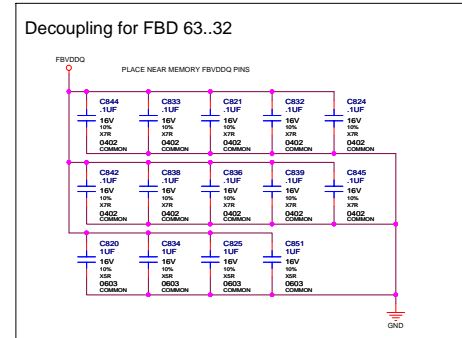 Decoupling for FBD 63..32
FBVDDQ
PLACE NEAR MEMORY FBVDDQ PINS
C844
.1UF
16V
10%
X7R
0402
COMMON
C833
.1UF
16V
10%
X7R
0402
COMMON
C821
.1UF
16V
10%
X7R
0402
COMMON
C832
.1UF
16V
10%
X7R
0402
COMMON
C824
.1UF
16V
10%
X7R
0402
COMMON
C842
.1UF
16V
10%
X7R
0402
COMMON
C838
.1UF
16V
10%
X7R
0402
COMMON
C836
.1UF
16V
10%
X7R
0402
COMMON
C839
.1UF
16V
10%
X7R
0402
COMMON
C845
.1UF
16V
10%
X7R
0402
COMMON
C820
1UF
16V
10%
X5R
0603
COMMON
C834
1UF
16V
10%
X5R
0603
COMMON
C825
1UF
16V
10%
X5R
0603
COMMON
C851
1UF
16V
10%
X5R
0603
COMMON
GND